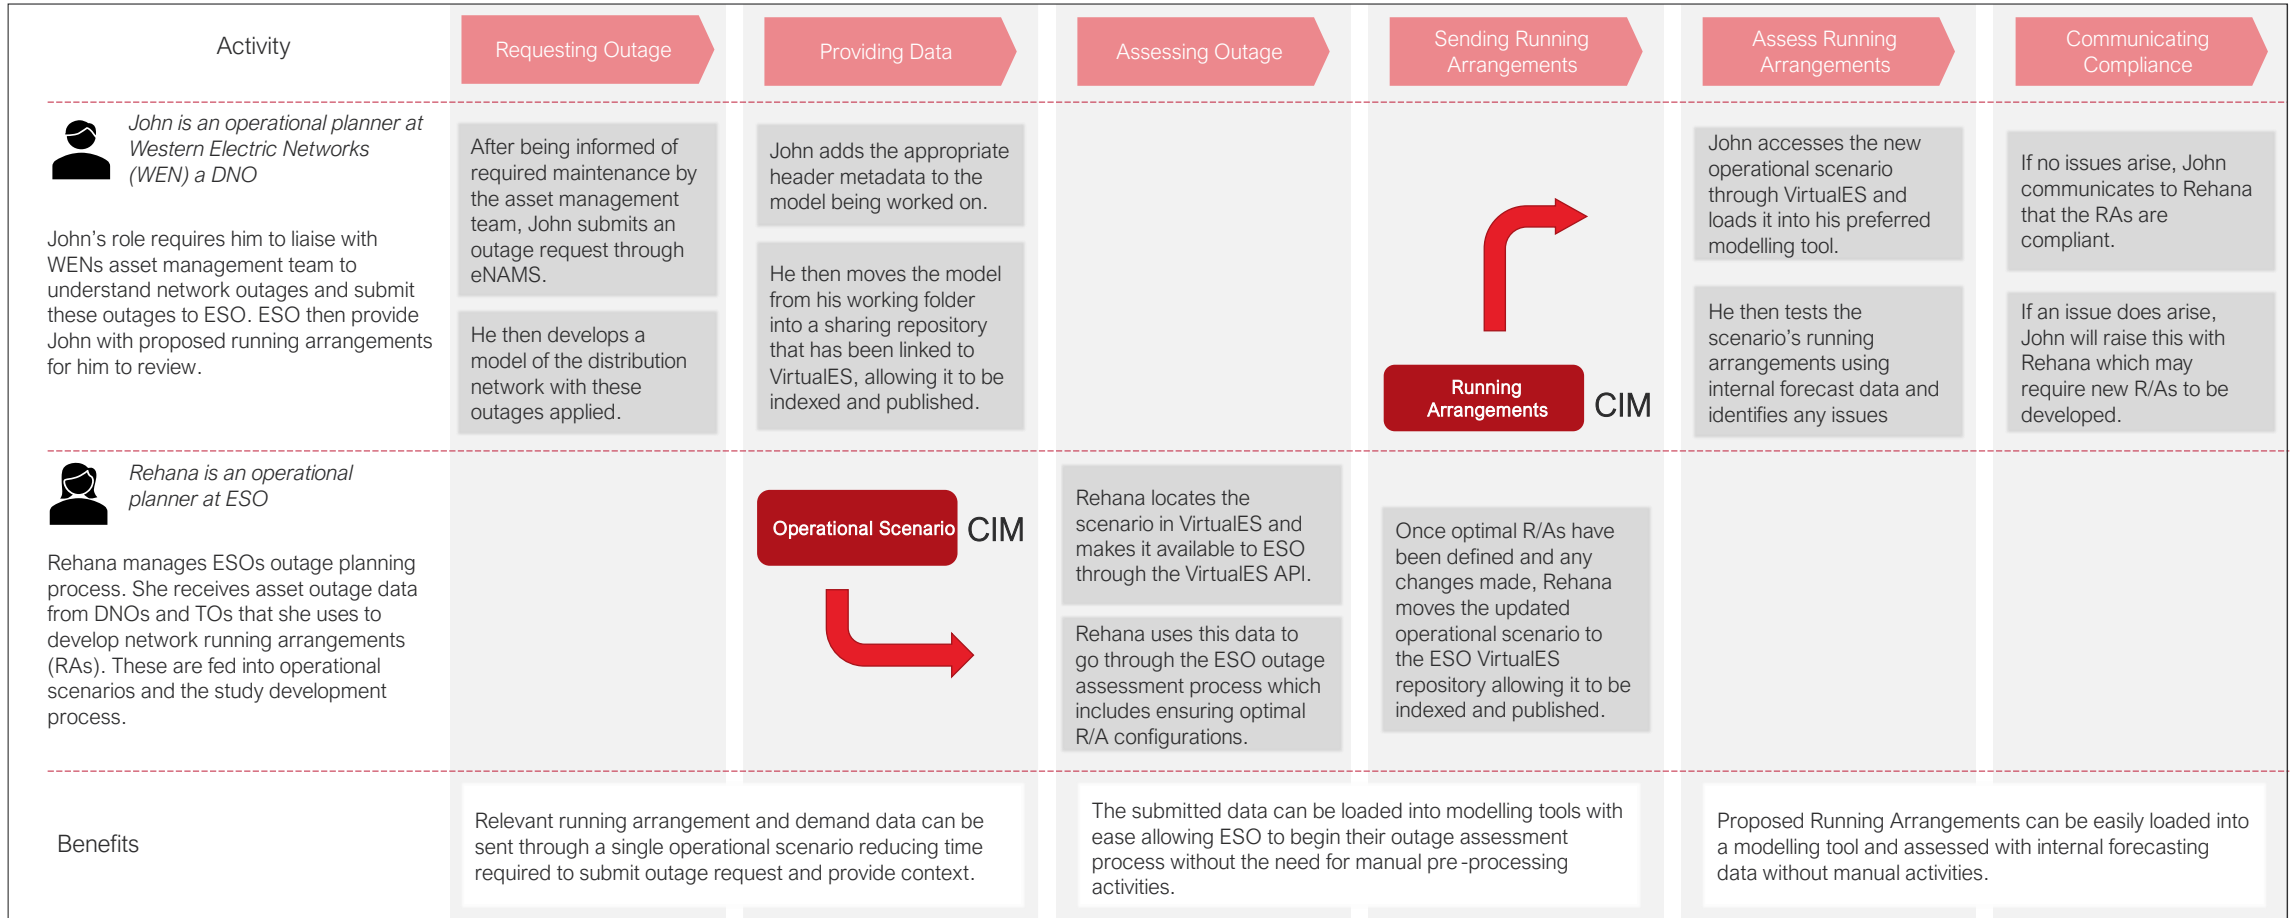 Activity
Requesting Outage
Providing Data
Assessing Outage
Sending Running
Arrangements
Assess Running
Arrangements
Communicating
Compliance
John is an operational planner at
Western Electric Networks
(WEN) a DNO
John's role requires him to liaise with
WENs asset management team to
understand network outages and submit
these outages to ESO. ESO then provide
John with proposed running arrangements
for him to review.
After being informed of
required maintenance by
the asset management
team, John submits an
outage request through
eNAMS.
He then develops a
model of the distribution
network with these
outages applied.
John adds the appropriate
header metadata to the
model being worked on.
He then moves the model
from his working folder
into a sharing repository
that has been linked to
VirtualES, allowing it to be
indexed and published.
Running
Arrangements
CIM
John accesses the new
operational scenario
through VirtualES and
loads it into his preferred
modelling tool.
He then tests the
scenario's running
arrangements using
internal forecast data and
identifies any issues
If no issues arise, John
communicates to Rehana
that the RAs are
compliant.
If an issue does arise,
John will raise this with
Rehana which may
require new R/As to be
developed.
Rehana is an operational
planner at ESO
Rehana manages ESOs outage planning
process. She receives asset outage data
from DNOs and TOs that she uses to
develop network running arrangements
(RAs). These are fed into operational
scenarios and the study development
process.
Operational Scenario
CIM
Rehana locates the
scenario in VirtualES and
makes it available to ESO
through the VirtualES API.
Rehana uses this data to
go through the ESO outage
assessment process which
includes ensuring optimal
R/A configurations.
Once optimal R/As have
been defined and any
changes made, Rehana
moves the updated
operational scenario to
the ESO VirtualES
repository allowing it to be
indexed and published.
Benefits
Relevant running arrangement and demand data can be
sent through a single operational scenario reducing time
required to submit outage request and provide context.
The submitted data can be loaded into modelling tools with
ease allowing ESO to begin their outage assessment
process without the need for manual pre-processing
activities.
Proposed Running Arrangements can be easily loaded into
a modelling tool and assessed with internal forecasting
data without manual activities.